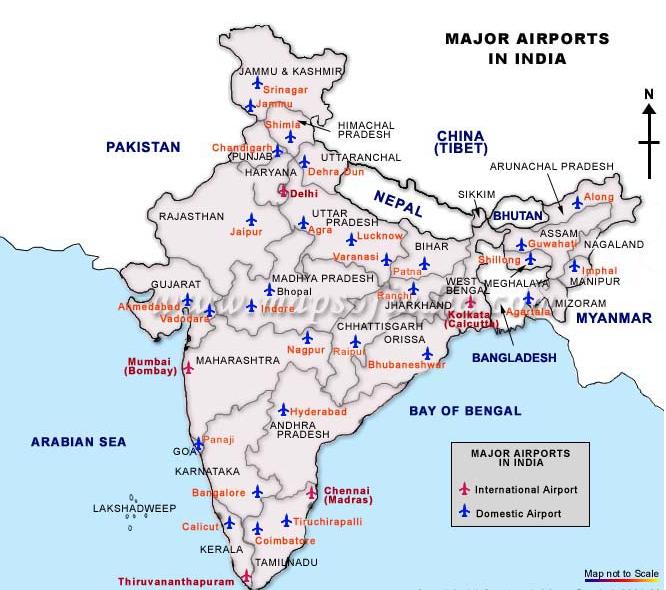 MAJOR AIRPORTS
IN INDIA
N
JAMMU & KASHMIR
Srinagar
Jammu
Shimla
HIMACHAL
PRADESH
PAKISTAN
CHINA
(TIBET)
Chandigarh
PUNJAB
UTTARANCHAL
HARYANA
Dehra Dun
ARUNACHAL PRADESH
Delhi
NEPAL
SIKKIM
Along
RAJASTHAN
UTTAR
PRADESH
BHUTAN
Jaipur
Agra
Lucknow
BIHAR
ASSAM
Guwahati
NAGALAND
Varanasi
Patna
Shillong
Imphal
GUJARAT
MADHYA PRADESH
Bhopal
Ranchi
JHARKHAND
WEST
BENGAL
MEGHALAYA
MANIPUR
Ahmedabad
Vadodara
Indore
Kolkata
(Calcutta)
Agartala
MIZORAM
MYANMAR
CHHATTISGARH
ORISSA
Mumbai
(Bombay)
MAHARASHTRA
Nagpur
Raipur
Bhubaneshwar
BANGLADESH
Hyderabad
ANDHRA
PRADESH
BAY OF BENGAL
ARABIAN SEA
Panaji
GOA
KARNATAKA
MAJOR AIRPORTS
IN INDIA
International Airport
Domestic Airport
Bangalore
Chennai
(Madras)
LAKSHADWEEP
Calicut
Tiruchirapalli
Coimbatore
KERALA
TAMILNADU
Thiruvananthapuram
Map not to Scale